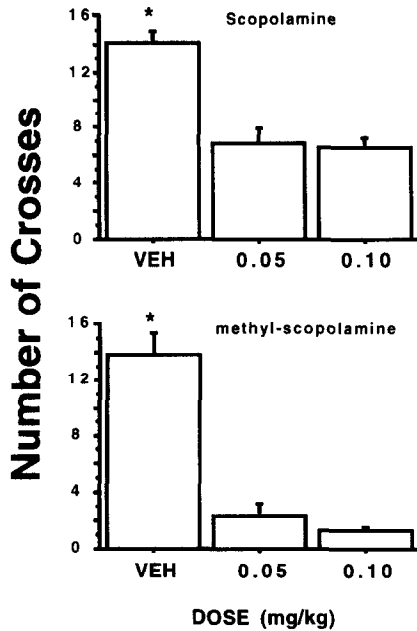 Number of Crosses
Scopolamine
*
16
12
8
4
0
VEH 0.05 0.10
methyl-scopolamine
*
16
12
8
4
0
VEH 0.05 0.10
DOSE (mg/kg)